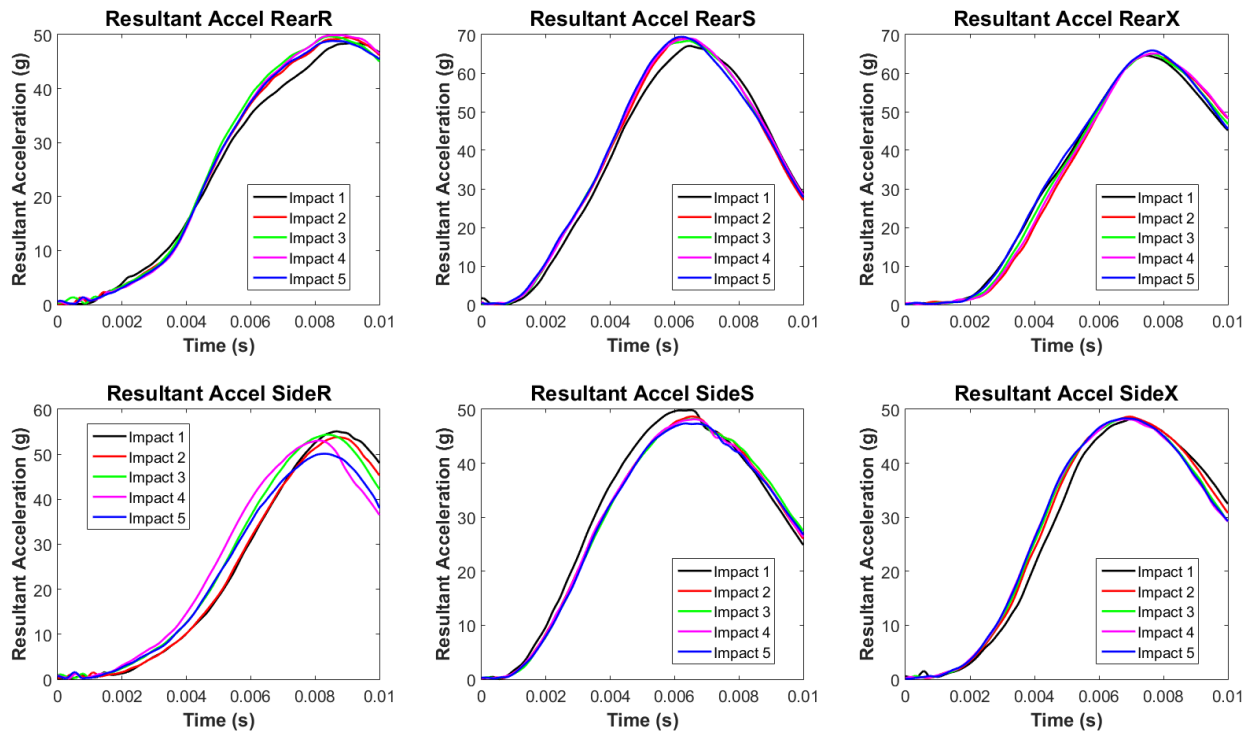 Resultant Accel RearR
Resultant Acceleration (g)
50
40
30
20
10
0
Impact 1
Impact 2
Impact 3
Impact 4
Impact 5
0 0.002 0.004 0.006 0.008 0.01
Time (s)
Resultant Accel RearS
Resultant Acceleration (g)
70
60
50
40
30
20
10
0
Impact 1
Impact 2
Impact 3
Impact 4
Impact 5
0 0.002 0.004 0.006 0.008 0.01
Time (s)
Resultant Accel RearX
Resultant Acceleration (g)
70
60
50
40
30
20
10
0
Impact 1
Impact 2
Impact 3
Impact 4
Impact 5
0 0.002 0.004 0.006 0.008 0.01
Time (s)
Resultant Accel SideR
Resultant Acceleration (g)
60
50
40
30
20
10
0
Impact 1
Impact 2
Impact 3
Impact 4
Impact 5
0 0.002 0.004 0.006 0.008 0.01
Time (s)
Resultant Accel SideS
Resultant Acceleration (g)
50
40
30
20
10
0
Impact 1
Impact 2
Impact 3
Impact 4
Impact 5
0 0.002 0.004 0.006 0.008 0.01
Time (s)
Resultant Accel SideX
Resultant Acceleration (g)
50
40
30
20
10
0
Impact 1
Impact 2
Impact 3
Impact 4
Impact 5
0 0.002 0.004 0.006 0.008 0.01
Time (s)